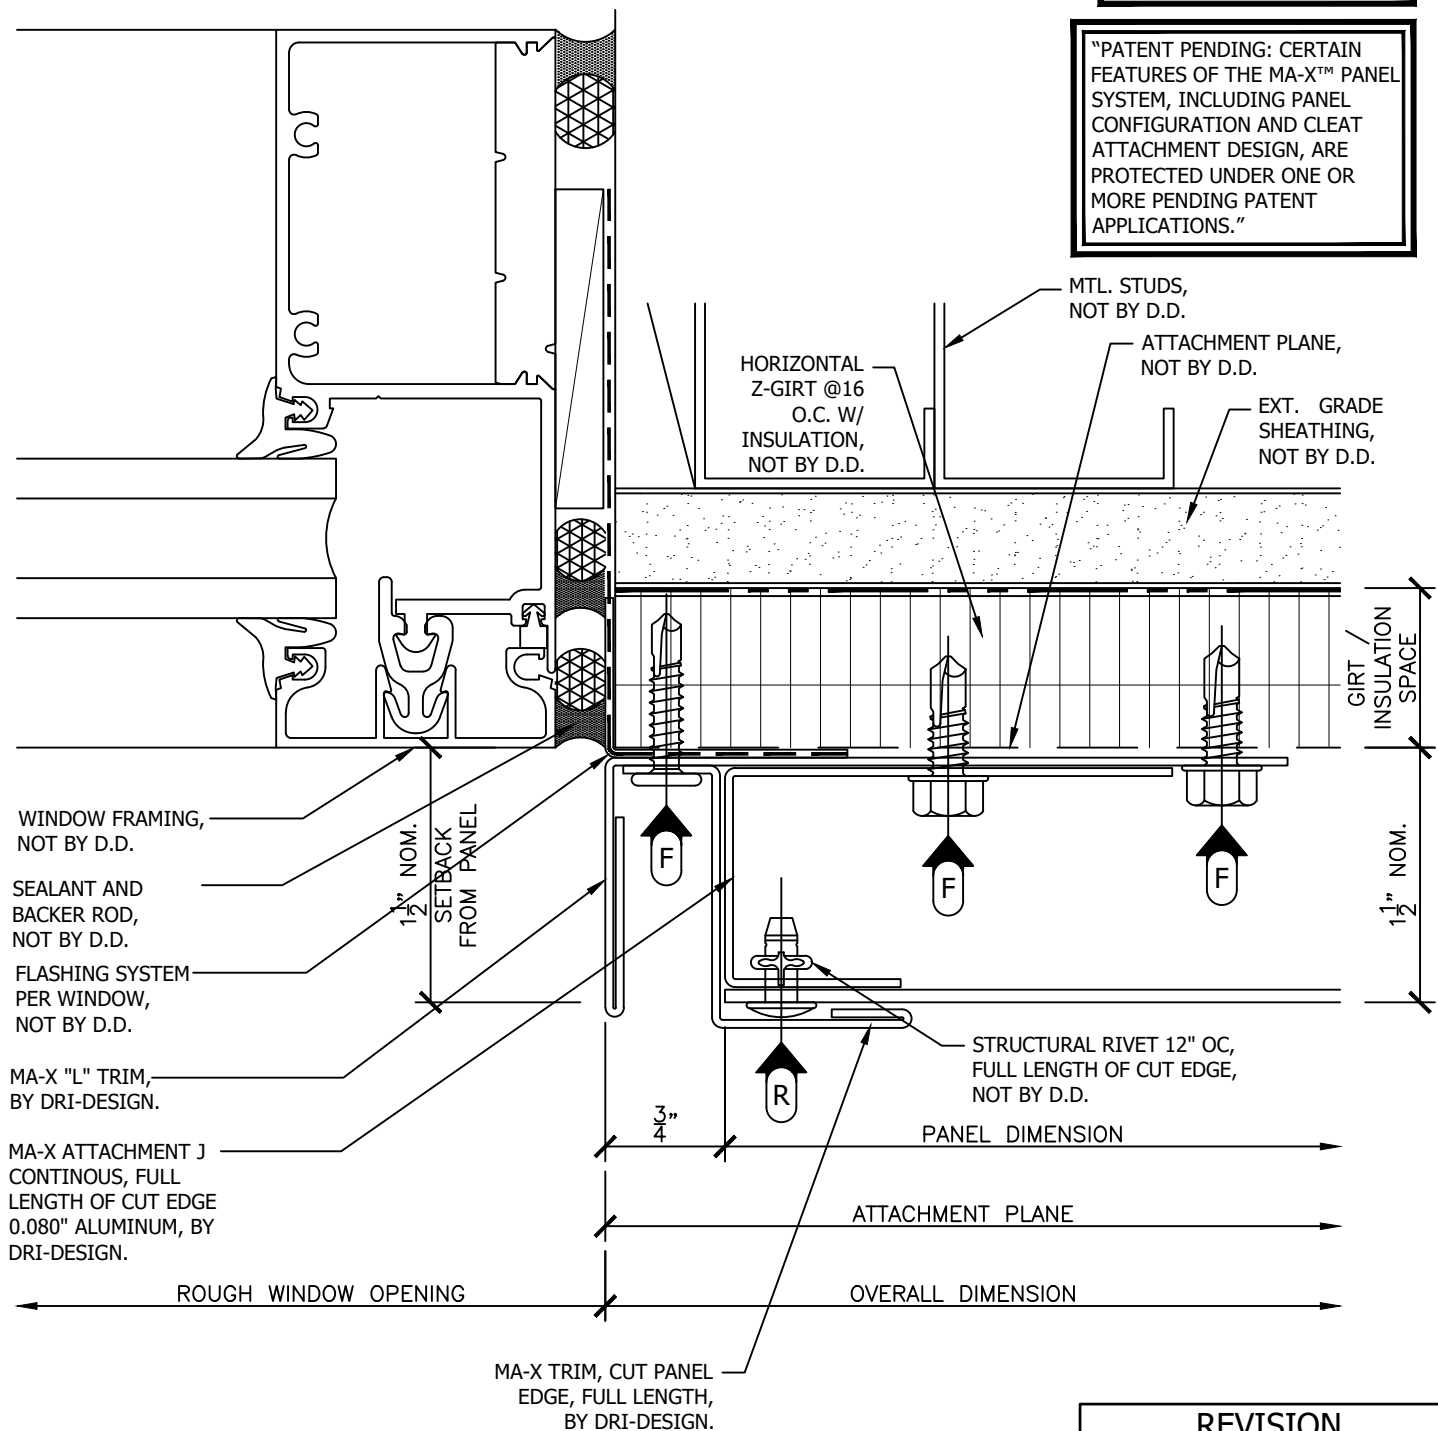 "PATENT PENDING: CERTAIN
FEATURES OF THE MA-X™ PANEL
SYSTEM, INCLUDING PANEL
CONFIGURATION AND CLEAT
ATTACHMENT DESIGN, ARE
PROTECTED UNDER ONE OR
MORE PENDING PATENT
APPLICATIONS."
MTL. STUDS,
NOT BY D.D.
ATTACHMENT PLANE,
NOT BY D.D.
HORIZONTAL
Z-GIRT @16
O.C. W/
INSULATION,
NOT BY D.D.
EXT. GRADE
SHEATHING,
NOT BY D.D.
GIRT /
INSULATION
SPACE
WINDOW FRAMING,
NOT BY D.D.
SEALANT AND
BACKER ROD,
NOT BY D.D.
FLASHING SYSTEM
PER WINDOW,
NOT BY D.D.
MA-X "L" TRIM,
BY DRI-DESIGN.
MA-X ATTACHMENT J
CONTINOUS, FULL
LENGTH OF CUT EDGE
0.080" ALUMINUM, BY
DRI-DESIGN.
1 1/2" NOM.
SETBACK
FROM PANEL
F
F
F
1 1/2" NOM.
R
STRUCTURAL RIVET 12" OC,
FULL LENGTH OF CUT EDGE,
NOT BY D.D.
3/4"
PANEL DIMENSION
ATTACHMENT PLANE
ROUGH WINDOW OPENING
OVERALL DIMENSION
MA-X TRIM, CUT PANEL
EDGE, FULL LENGTH,
BY DRI-DESIGN.
REVISION